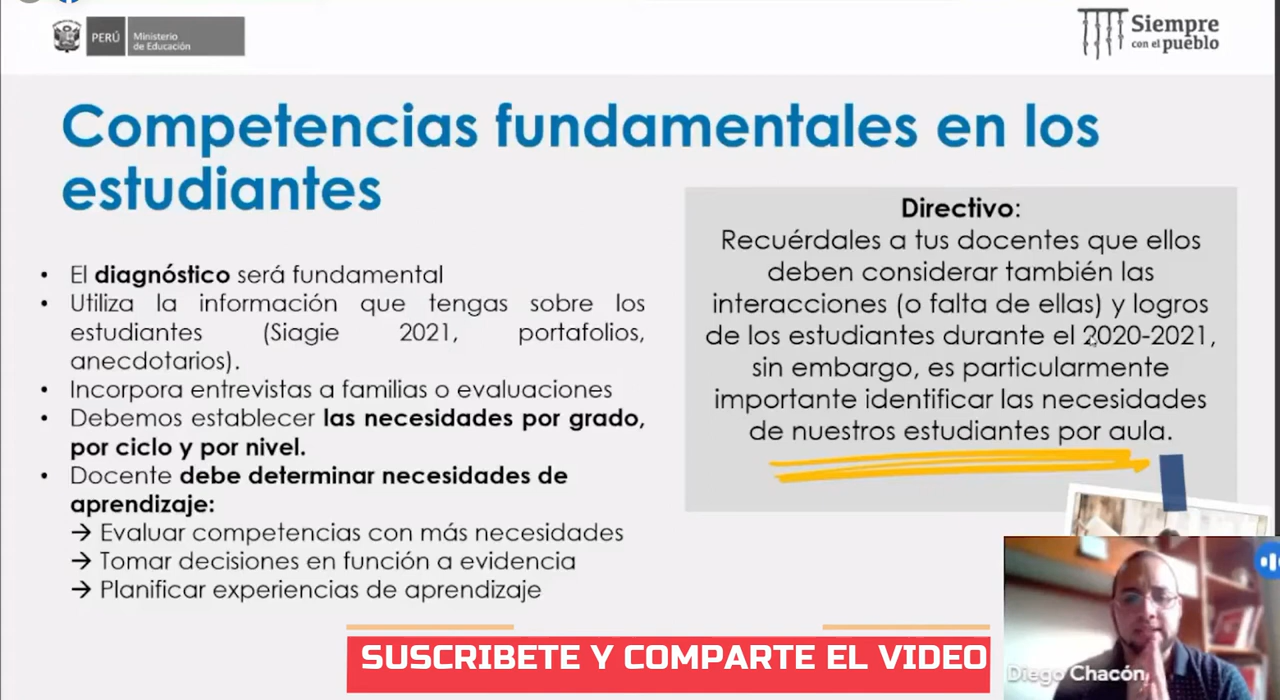 PERÚ
Ministerio
de Educación
Siempre
con el pueblo
Competencias fundamentales en los
estudiantes
• El diagnóstico será fundamental
• Utiliza la información que tengas sobre los
estudiantes (Siagie 2021, portafolios,
anecdotarios).
• Incorpora entrevistas a familias o evaluaciones
• Debemos establecer las necesidades por grado,
por ciclo y por nivel.
• Docente debe determinar necesidades de
aprendizaje:
→ Evaluar competencias con más necesidades
→ Tomar decisiones en función a evidencia
→ Planificar experiencias de aprendizaje
Directivo:
Recuérdales a tus docentes que ellos
deben considerar también las
interacciones (o falta de ellas) y logros
de los estudiantes durante el 2020-2021,
sin embargo, es particularmente
importante identificar las necesidades
de nuestros estudiantes por aula.
SUSCRIBETE Y COMPARTE EL VIDEO
Diego Chacón